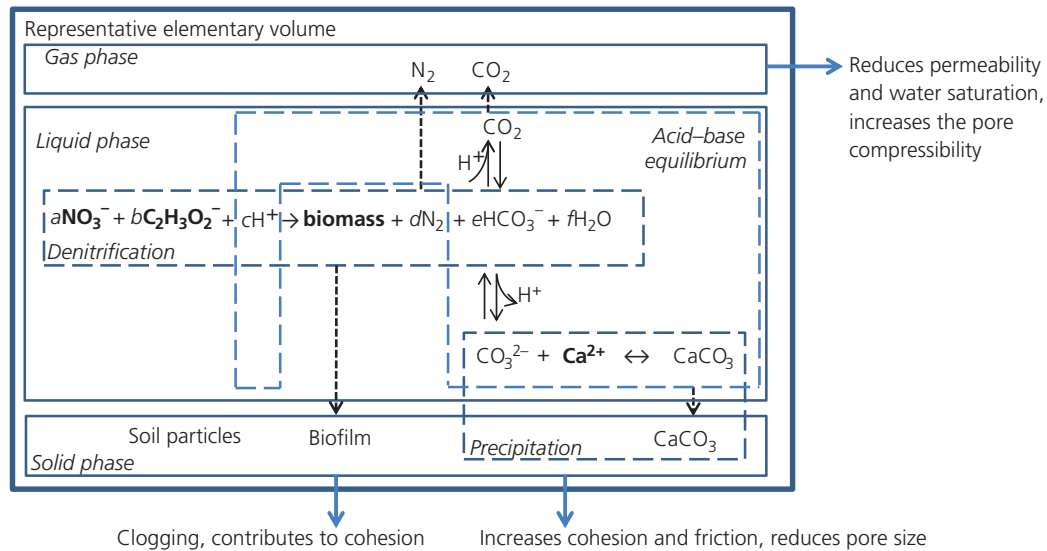 Representative elementary volume
Gas phase
N₂ CO₂
Reduces permeability
and water saturation,
increases the pore
compressibility
Liquid phase
CO₂
Acid–base
equilibrium
H⁺
aNO₃⁻ + bC₂H₃O₂⁻ + cH⁺ → biomass + dN₂ + eHCO₃⁻ + fH₂O
Denitrification
H⁺
CO₃²⁻ + Ca²⁺ ↔ CaCO₃
Soil particles Biofilm CaCO₃
Precipitation
Solid phase
Clogging, contributes to cohesion
Increases cohesion and friction, reduces pore size